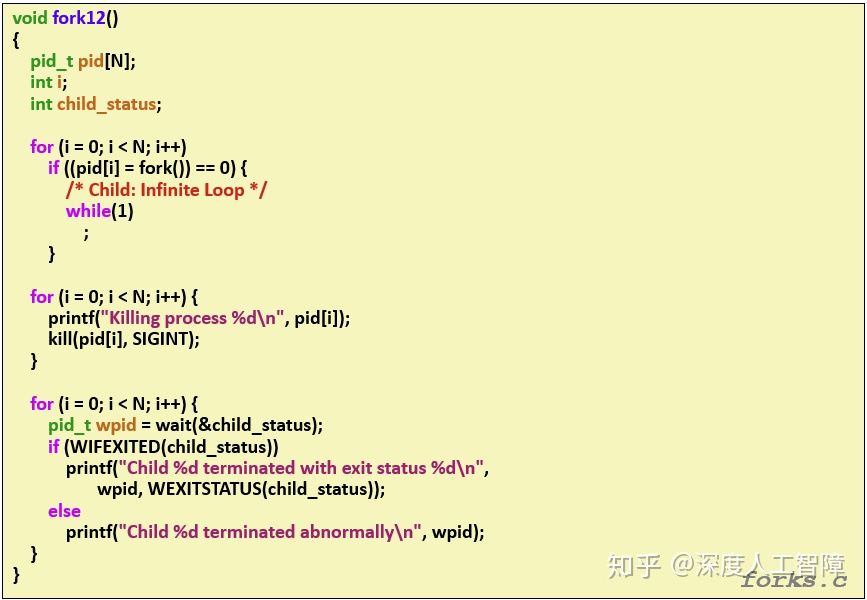 void fork12()
{
    pid_t pid[N];
    int i;
    int child_status;

    for (i = 0; i < N; i++)
        if ((pid[i] = fork()) == 0) {
            /* Child: Infinite Loop */
            while(1)
                ;
        }

    for (i = 0; i < N; i++) {
        printf("Killing process %d\n", pid[i]);
        kill(pid[i], SIGINT);
    }

    for (i = 0; i < N; i++) {
        pid_t wpid = wait(&child_status);
        if (WIFEXITED(child_status))
            printf("Child %d terminated with exit status %d\n",
                   wpid, WEXITSTATUS(child_status));
        else
            printf("Child %d terminated abnormally\n", wpid);
    }
}
知乎 @深度人工智障
forks.c